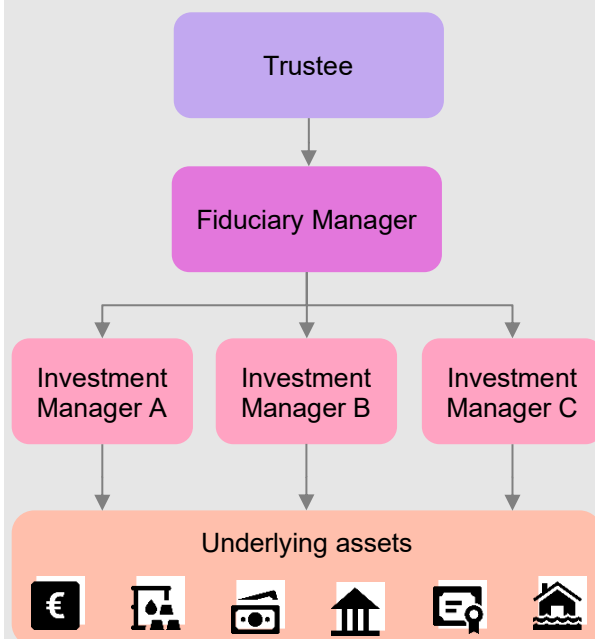 Trustee
Fiduciary Manager
Investment
Manager A
Investment
Manager B
Investment
Manager C
Underlying assets
€